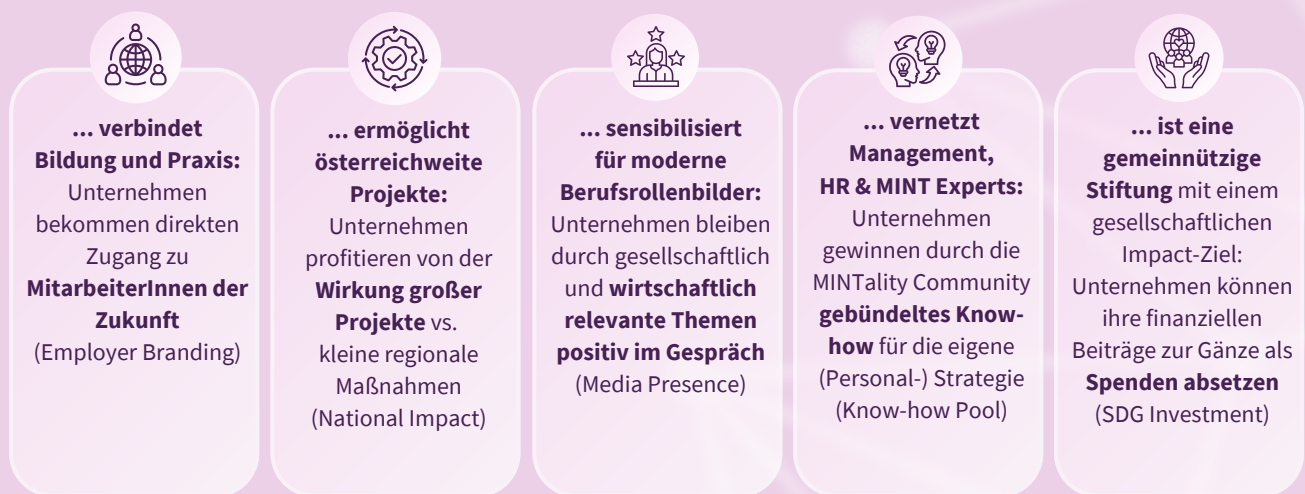 ... verbindet
Bildung und Praxis:
Unternehmen
bekommen direkten
Zugang zu
MitarbeiterInnen der
Zukunft
(Employer Branding)
... ermöglicht
österreichweite
Projekte:
Unternehmen
profitieren von der
Wirkung großer
Projekte vs.
kleine regionale
Maßnahmen
(National Impact)
... sensibilisiert
für moderne
Berufsrollenbilder:
Unternehmen bleiben
durch gesellschaftlich
und wirtschaftlich
relevante Themen
positiv im Gespräch
(Media Presence)
... vernetzt
Management,
HR & MINT Experts:
Unternehmen
gewinnen durch die
MINTality Community
gebündeltes Know-
how für die eigene
(Personal-) Strategie
(Know-how Pool)
... ist eine
gemeinnützige
Stiftung mit einem
gesellschaftlichen
Impact-Ziel:
Unternehmen können
ihre finanziellen
Beiträge zur Gänze als
Spenden absetzen
(SDG Investment)